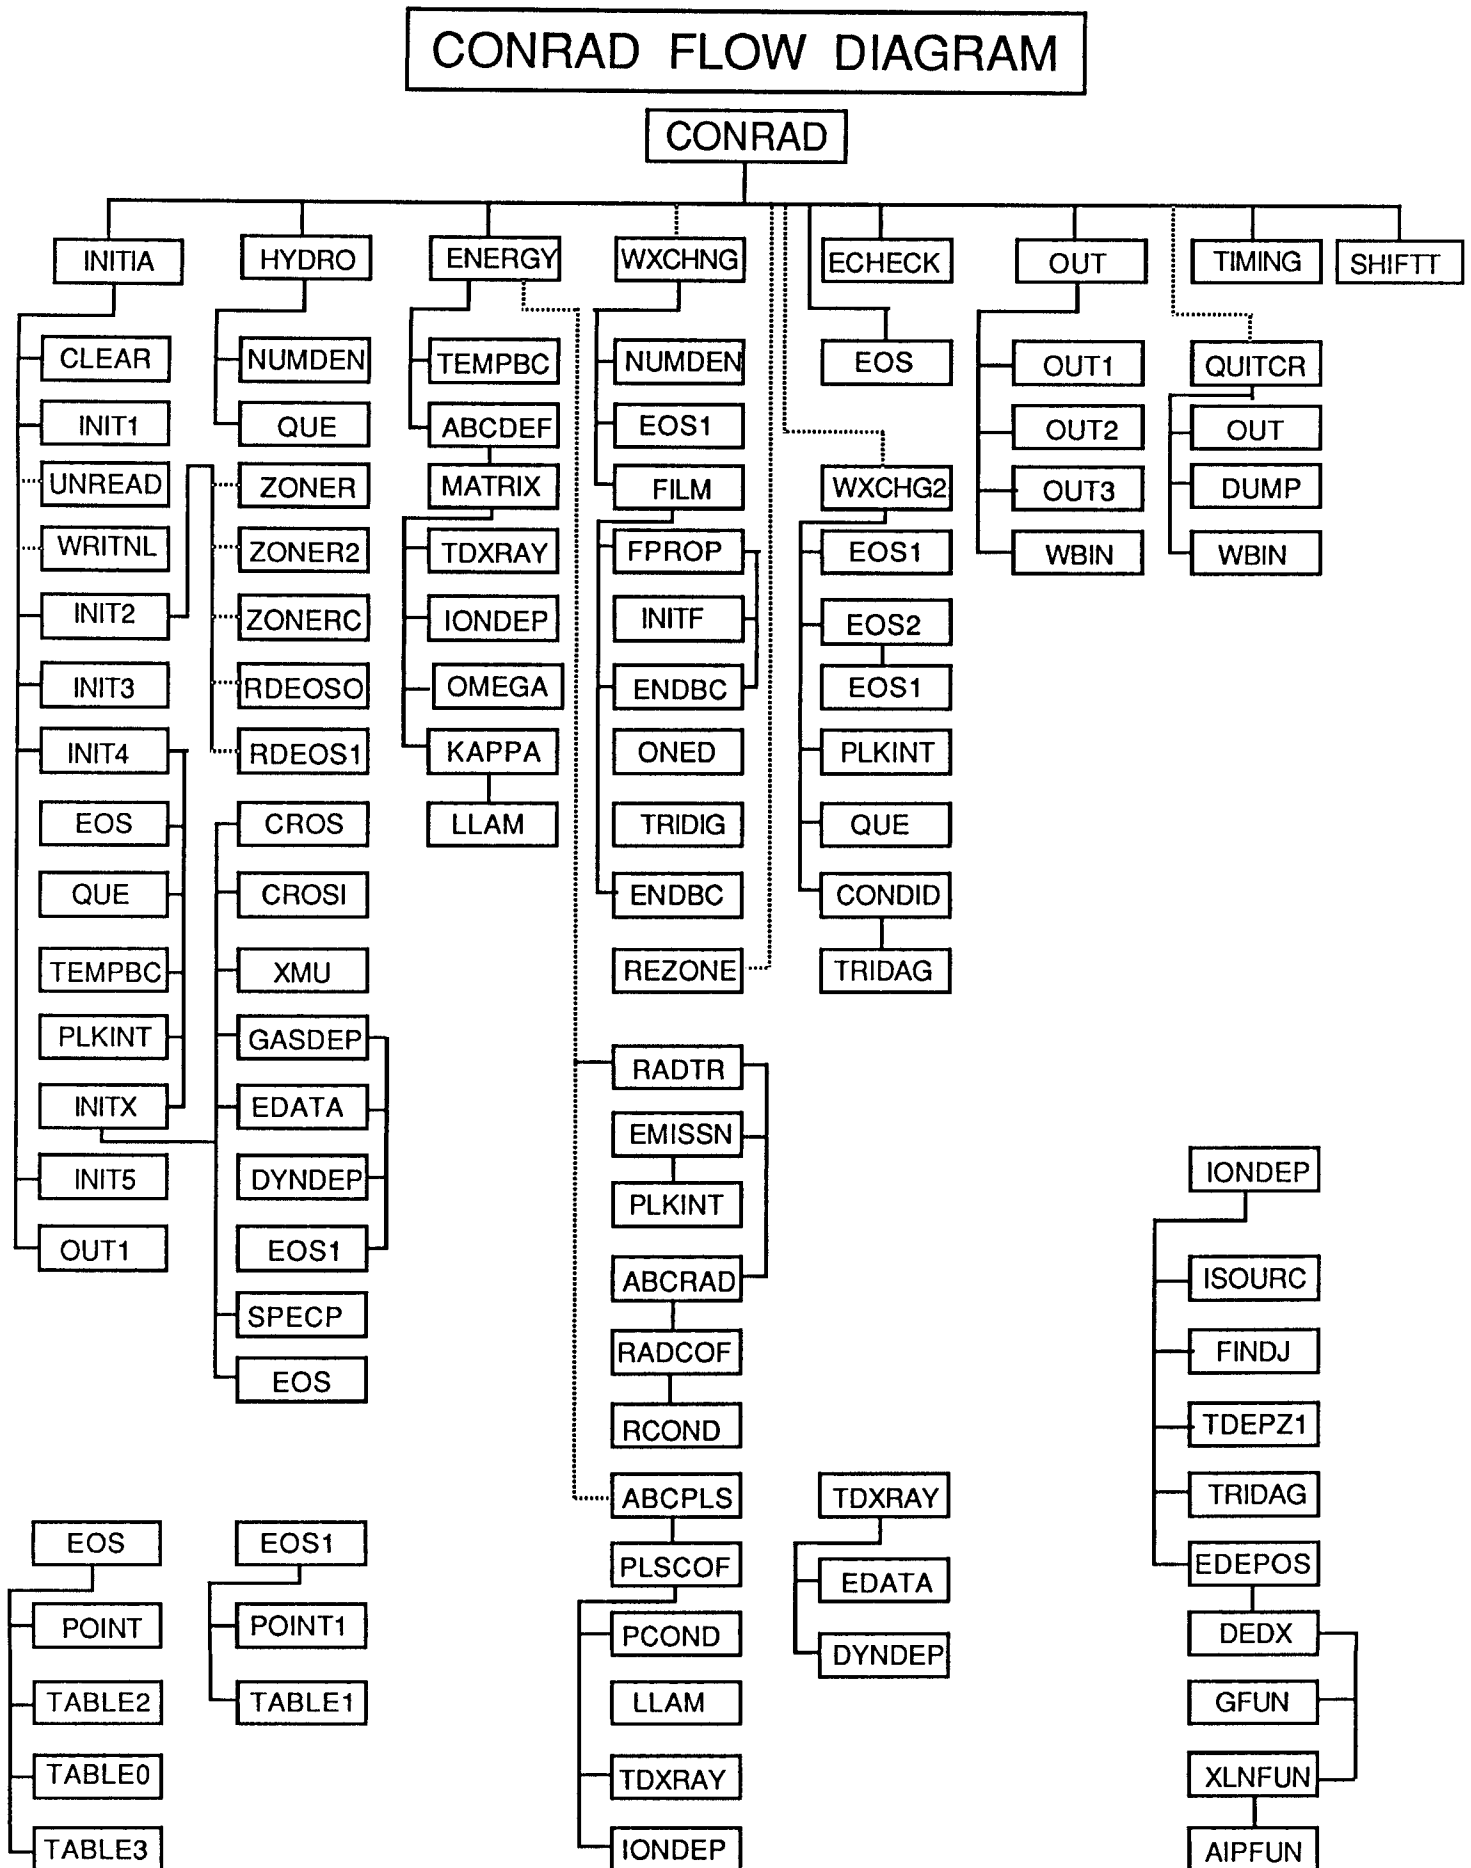 CONRAD FLOW DIAGRAM
CONRAD
INITIA
HYDRO
ENERGY
WXCHNG
ECHECK
OUT
TIMING
SHIFTT
CLEAR
INIT1
UNREAD
WRITNL
INIT2
INIT3
INIT4
EOS
QUE
TEMPBC
PLKINT
INITX
INIT5
OUT1
NUMDEN
QUE
ZONER
ZONER2
ZONERC
RDEOSO
RDEOS1
CROS
CROSI
XMU
GASDEP
EDATA
DYNDEP
EOS1
SPECP
EOS
TEMPBC
ABCDEF
MATRIX
TDXRAY
IONDEP
OMEGA
KAPPA
LLAM
NUMDEN
EOS1
FILM
FPROP
INITF
ENDBC
ONED
TRIDIG
ENDBC
REZONE
RADTR
EMISSN
PLKINT
ABCRAD
RADCOF
RCOND
ABCPLS
PLSCOF
PCOND
LLAM
TDXRAY
IONDEP
EOS
WXCHG2
EOS1
EOS2
EOS1
PLKINT
QUE
CONDID
TRIDAG
OUT1
OUT2
OUT3
WBIN
QUITCR
OUT
DUMP
WBIN
EOS
POINT
TABLE2
TABLE0
TABLE3
EOS1
POINT1
TABLE1
TDXRAY
EDATA
DYNDEP
IONDEP
ISOURC
FINDJ
TDEPZ1
TRIDAG
EDEPOS
DEDX
GFUN
XLNFUN
AIPFUN